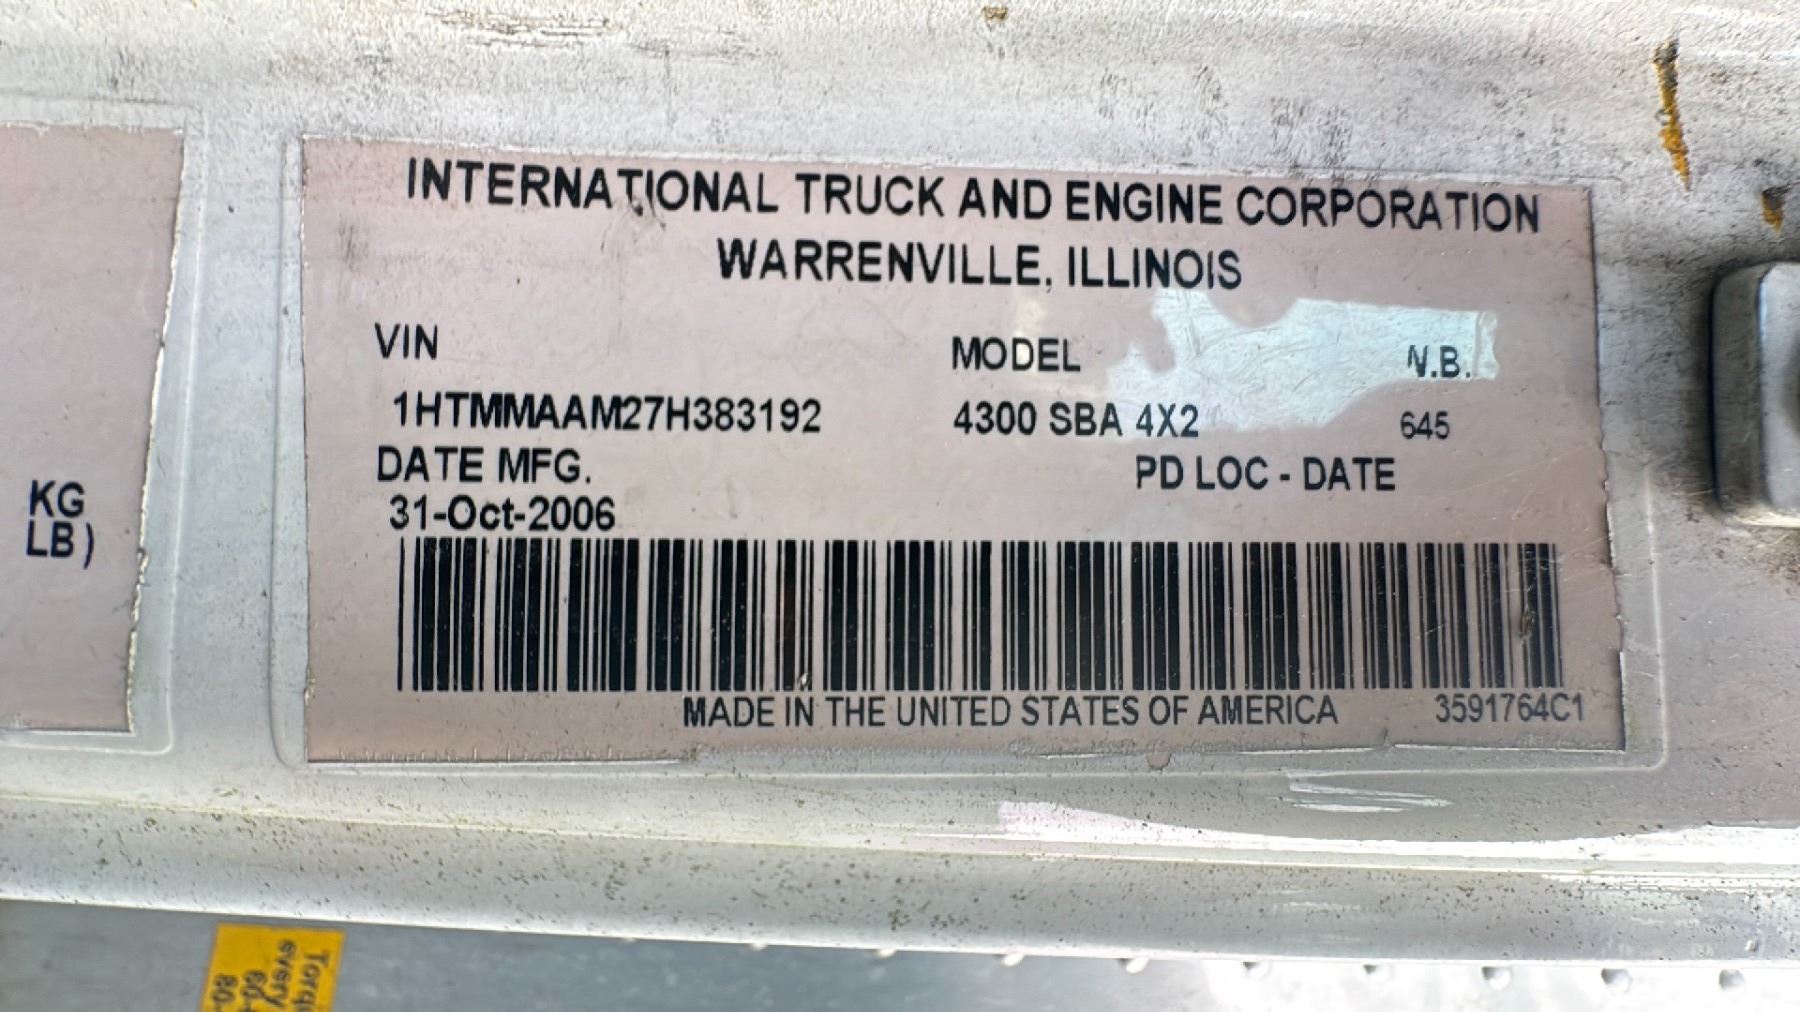 INTERNATIONAL TRUCK AND ENGINE CORPORATION
WARRENVILLE, ILLINOIS
VIN MODEL N.B.
1HTMMAAM27H383192 4300 SBA 4X2 645
DATE MFG. PD LOC - DATE
31-Oct-2006
MADE IN THE UNITED STATES OF AMERICA 3591764C1
KG
LB)
every